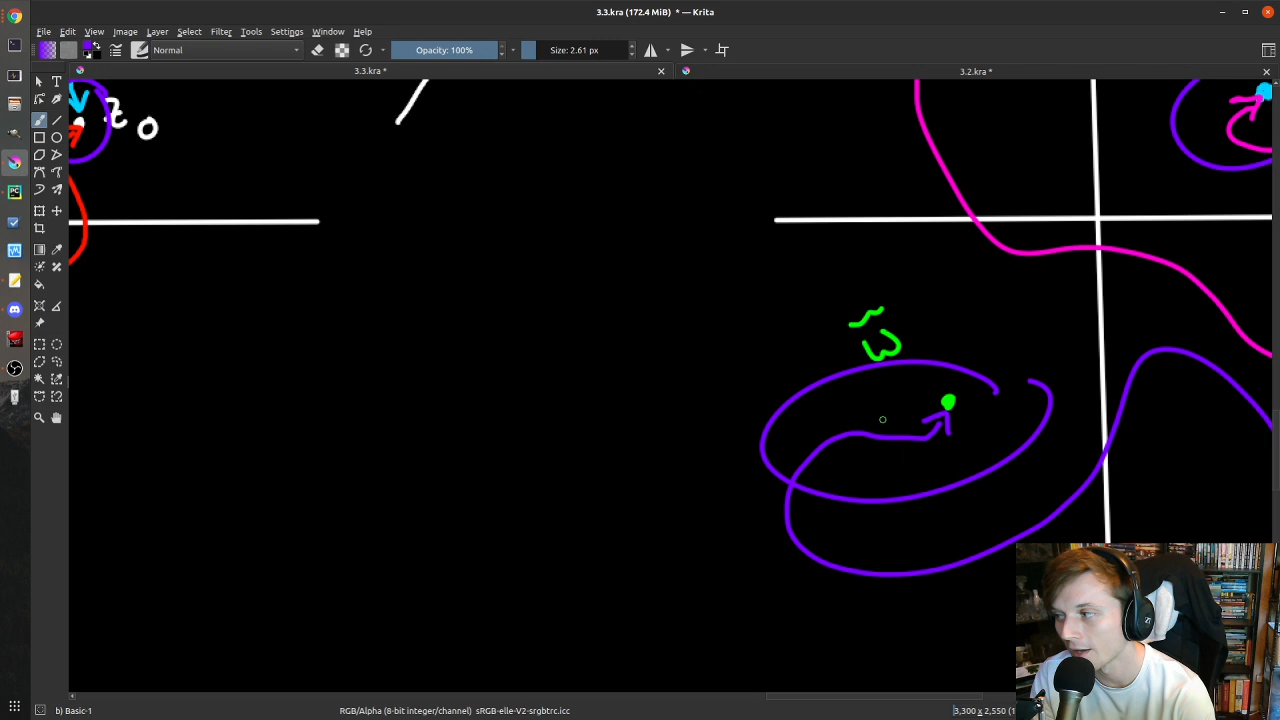 3.3.kra (172.4 MiB) * — Krita
File Edit View Image Layer Select Filter Tools Settings Window Help
Normal
Opacity: 100%
Size: 2.61 px
3.3.kra *
3.2.kra *
z0
w̃
b) Basic-1
RGB/Alpha (8-bit integer/channel) sRGB-elle-V2-srgbtrc.icc
3,300 x 2,550 (1